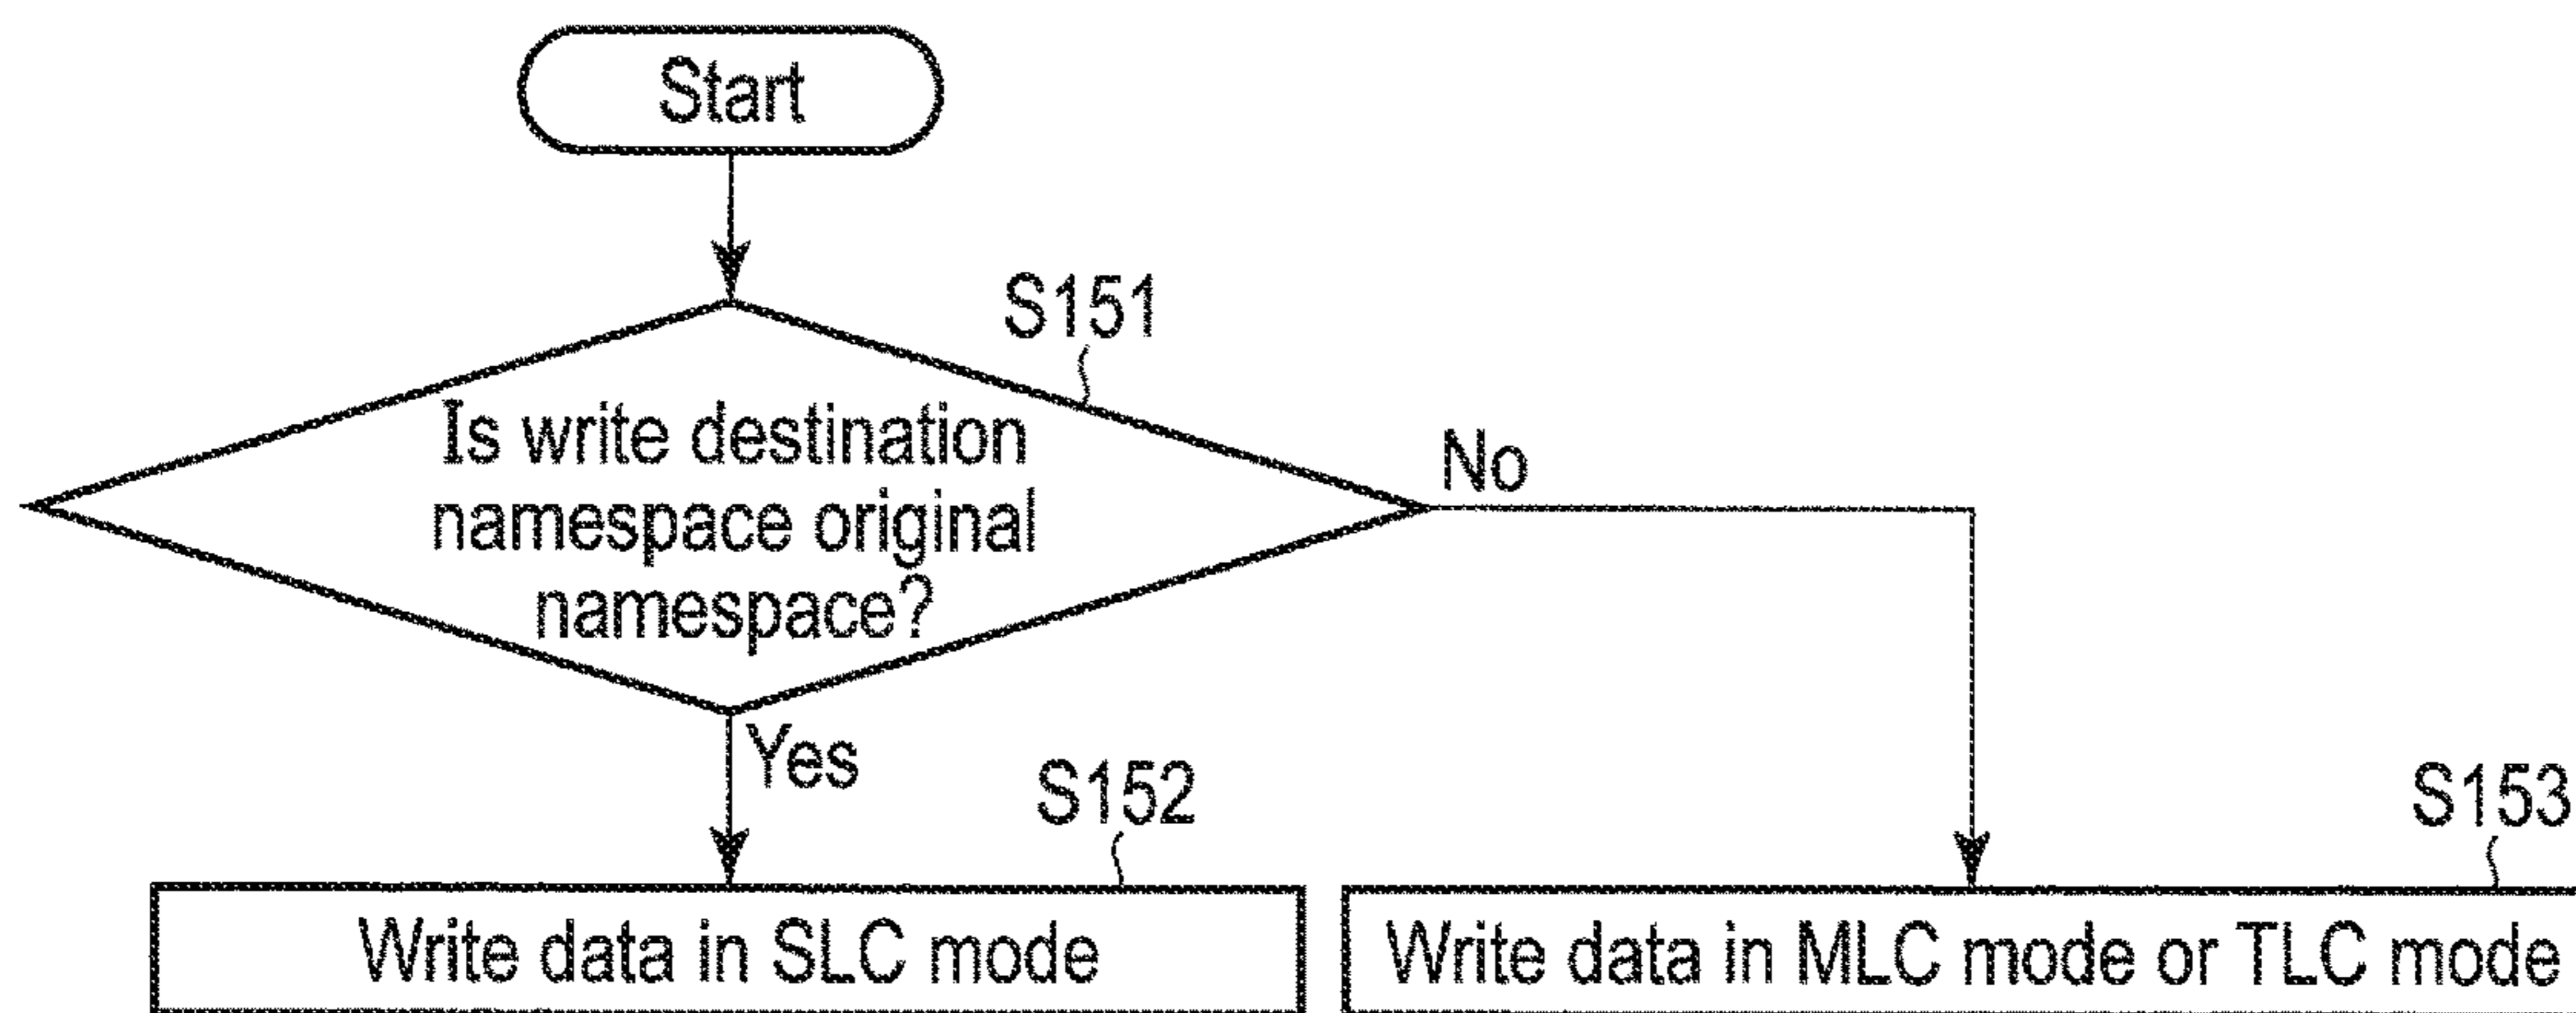 Start
S151
Is write destination
namespace original
namespace?
No
Yes
S152
S153
Write data in SLC mode
Write data in MLC mode or TLC mode